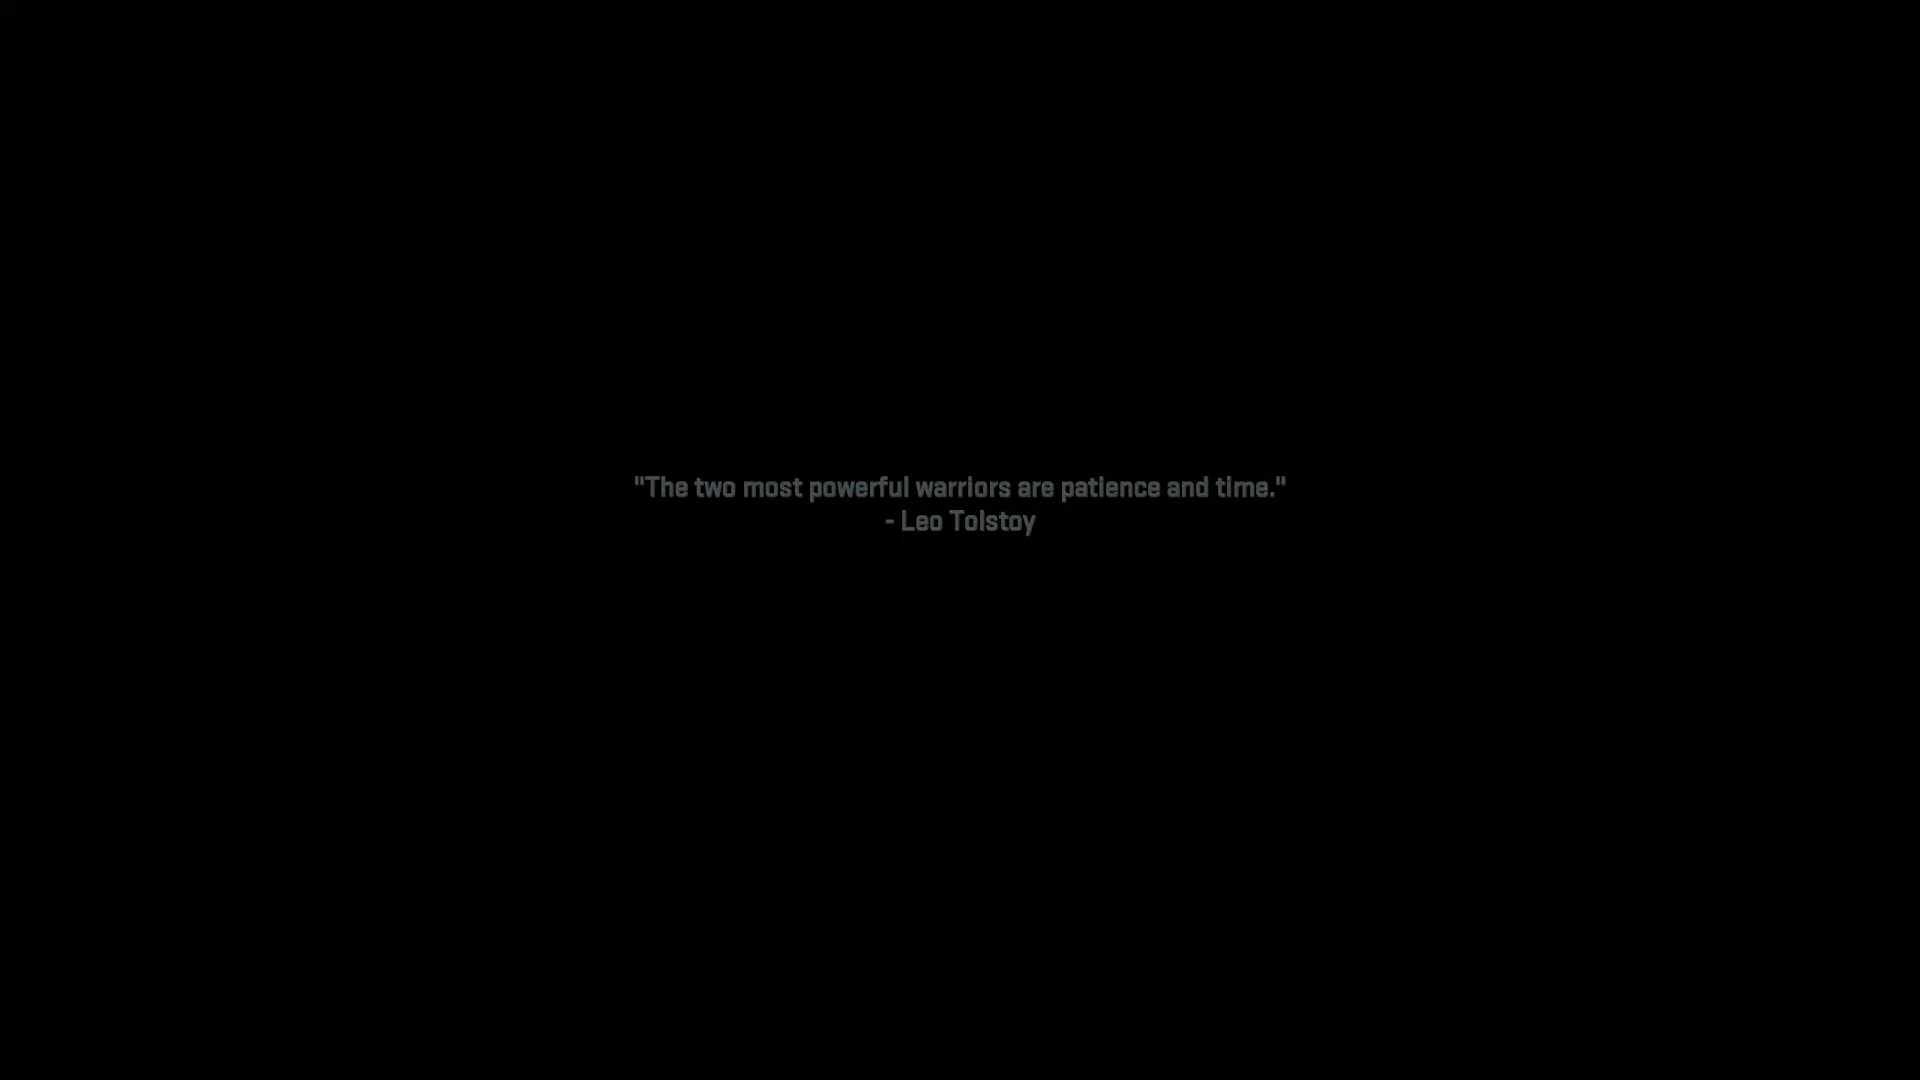 "The two most powerful warriors are patience and time."
- Leo Tolstoy